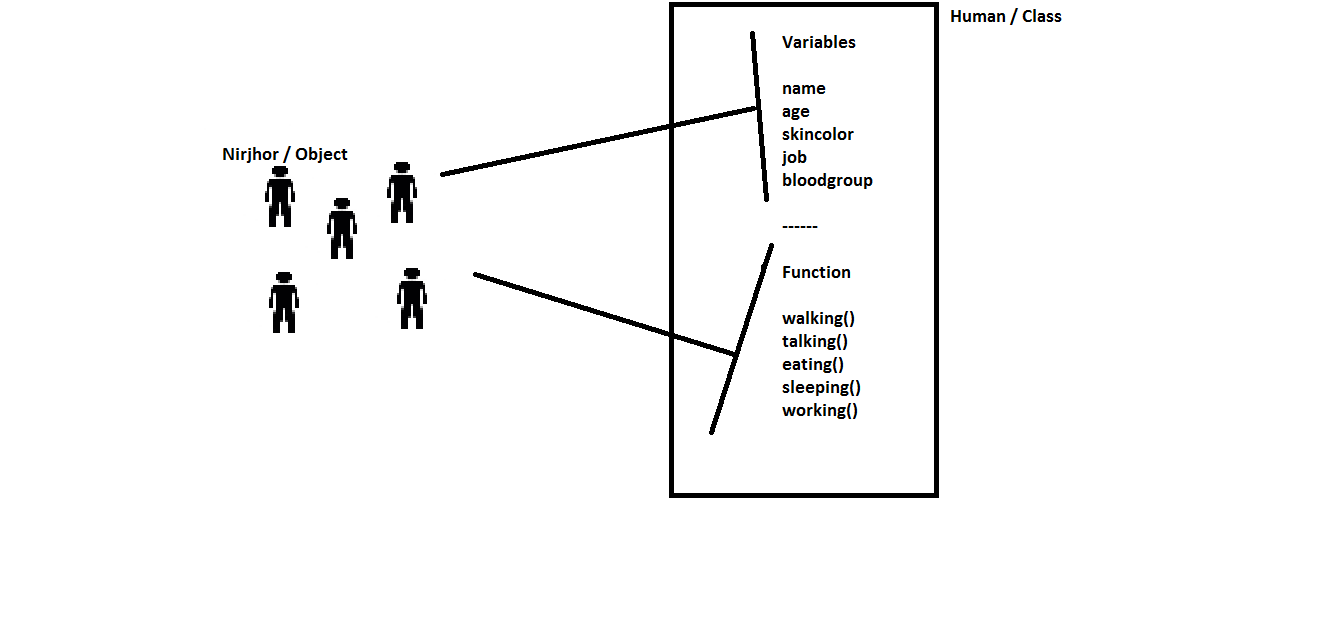 Human / Class
Variables
name
age
skincolor
job
bloodgroup
------
Function
walking()
talking()
eating()
sleeping()
working()
Nirjhor / Object